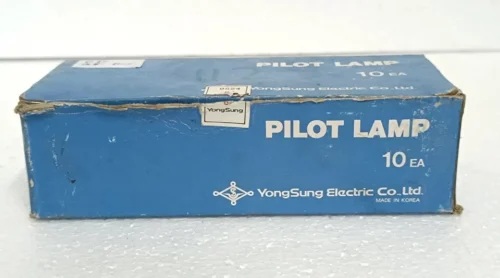 PILOT LAMP
10 EA
YongSung Electric Co Ltd
YongSung
PILOT LAMP
10 EA
YongSung Electric Co., Ltd.
MADE IN KOREA